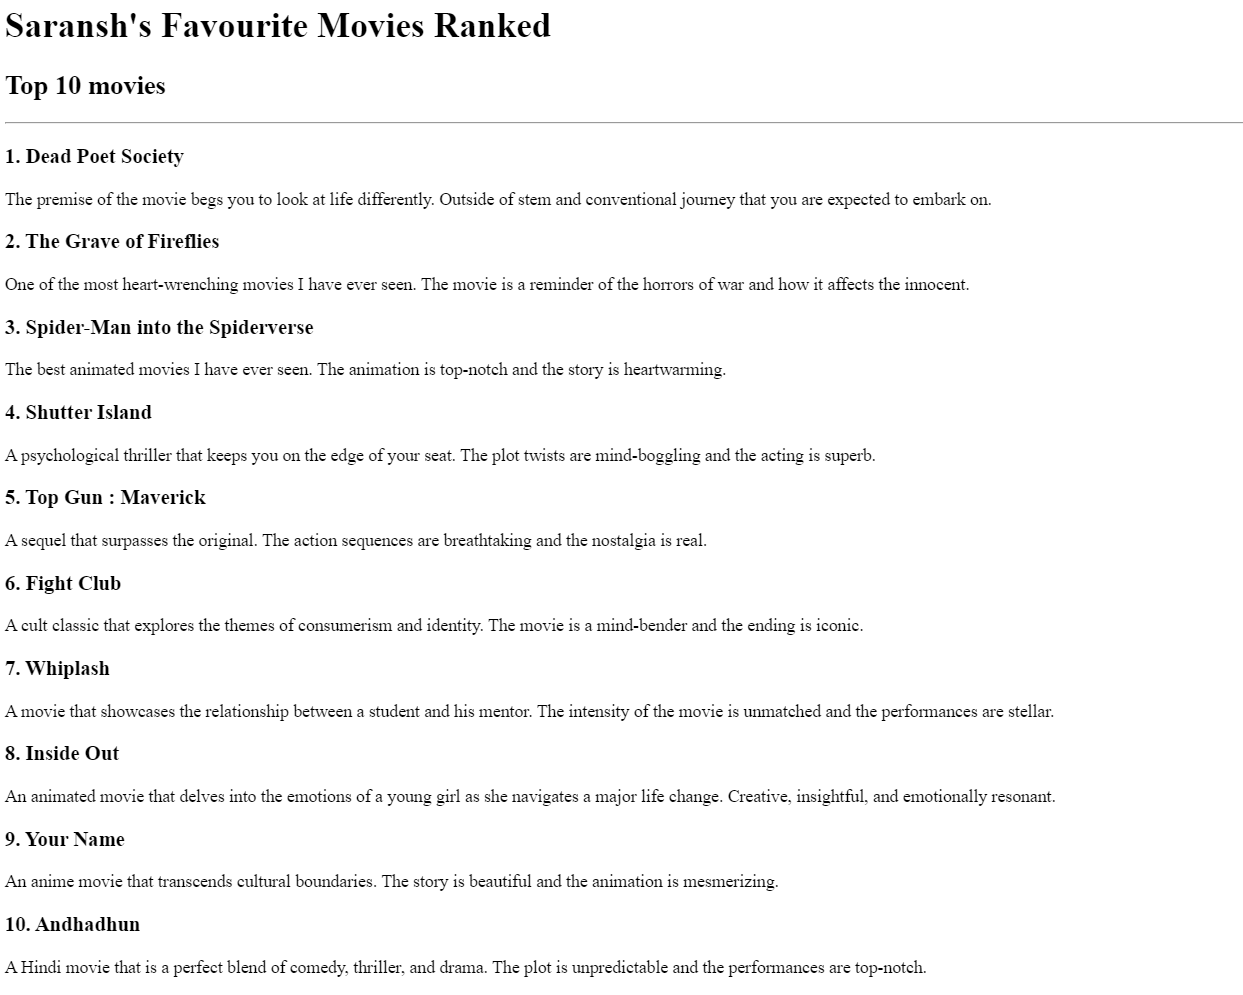 Saransh's Favourite Movies Ranked
Top 10 movies
1. Dead Poet Society
The premise of the movie begs you to look at life differently. Outside of stem and conventional journey that you are expected to embark on.
2. The Grave of Fireflies
One of the most heart-wrenching movies I have ever seen. The movie is a reminder of the horrors of war and how it affects the innocent.
3. Spider-Man into the Spiderverse
The best animated movies I have ever seen. The animation is top-notch and the story is heartwarming.
4. Shutter Island
A psychological thriller that keeps you on the edge of your seat. The plot twists are mind-boggling and the acting is superb.
5. Top Gun : Maverick
A sequel that surpasses the original. The action sequences are breathtaking and the nostalgia is real.
6. Fight Club
A cult classic that explores the themes of consumerism and identity. The movie is a mind-bender and the ending is iconic.
7. Whiplash
A movie that showcases the relationship between a student and his mentor. The intensity of the movie is unmatched and the performances are stellar.
8. Inside Out
An animated movie that delves into the emotions of a young girl as she navigates a major life change. Creative, insightful, and emotionally resonant.
9. Your Name
An anime movie that transcends cultural boundaries. The story is beautiful and the animation is mesmerizing.
10. Andhadhun
A Hindi movie that is a perfect blend of comedy, thriller, and drama. The plot is unpredictable and the performances are top-notch.